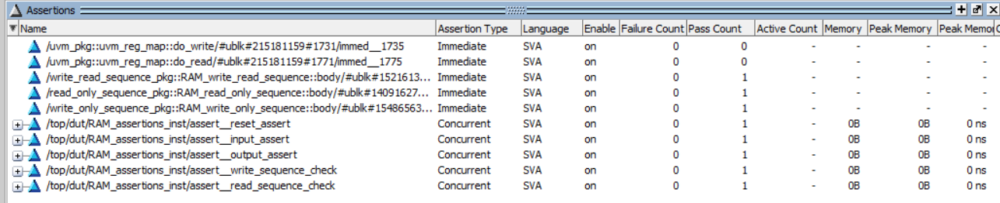 Assertions
Name Assertion Type Language Enable Failure Count Pass Count Active Count Memory Peak Memory Peak Memor
/uvm_pkg::uvm_reg_map::do_write/#ublk#215181159#1731/immed__1735 Immediate SVA on 0 0 - - - -
/uvm_pkg::uvm_reg_map::do_read/#ublk#215181159#1771/immed__1775 Immediate SVA on 0 0 - - - -
/write_read_sequence_pkg::RAM_write_read_sequence::body/#ublk#1521613... Immediate SVA on 0 1 - - - -
/read_only_sequence_pkg::RAM_read_only_sequence::body/#ublk#14091627... Immediate SVA on 0 1 - - - -
/write_only_sequence_pkg::RAM_write_only_sequence::body/#ublk#15486563... Immediate SVA on 0 1 - - - -
/top/dut/RAM_assertions_inst/assert__reset_assert Concurrent SVA on 0 1 - 0B 0B 0 ns
/top/dut/RAM_assertions_inst/assert__input_assert Concurrent SVA on 0 1 - 0B 0B 0 ns
/top/dut/RAM_assertions_inst/assert__output_assert Concurrent SVA on 0 1 - 0B 0B 0 ns
/top/dut/RAM_assertions_inst/assert__write_sequence_check Concurrent SVA on 0 1 - 0B 0B 0 ns
/top/dut/RAM_assertions_inst/assert__read_sequence_check Concurrent SVA on 0 1 - 0B 0B 0 ns